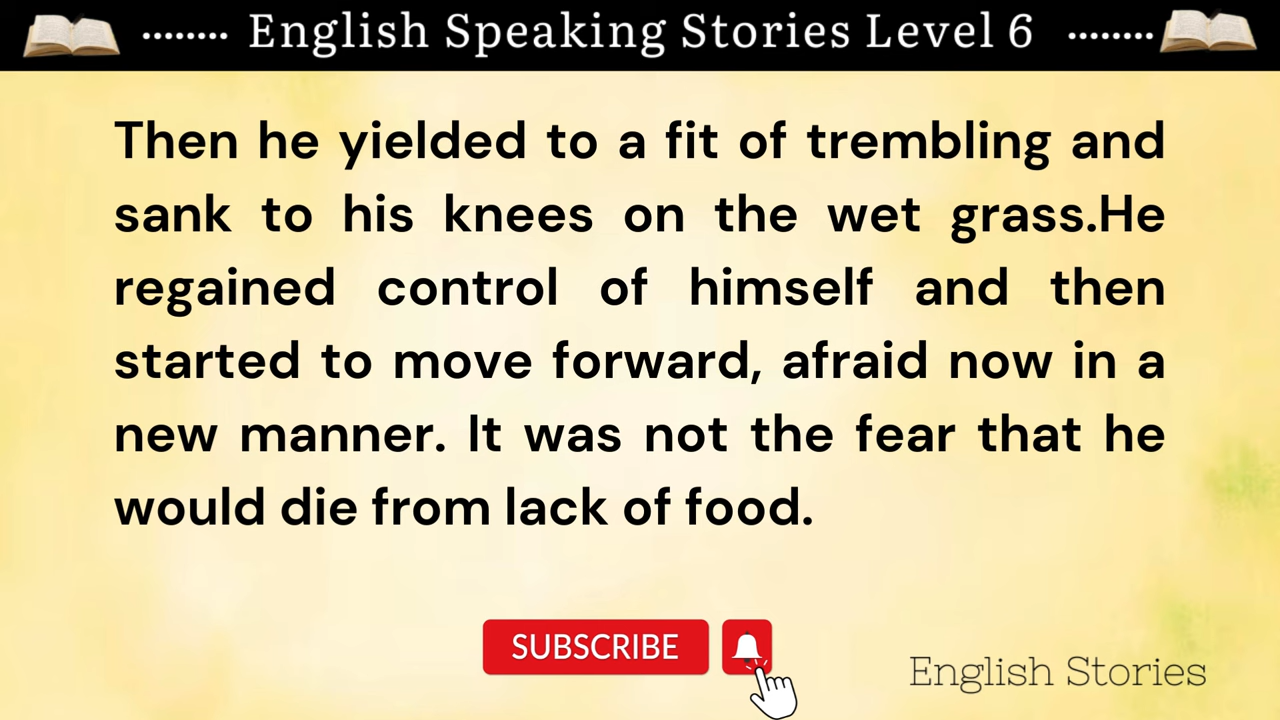 ........ English Speaking Stories Level 6 ........
Then he yielded to a fit of trembling and
sank to his knees on the wet grass.He
regained control of himself and then
started to move forward, afraid now in a
new manner. It was not the fear that he
would die from lack of food.
SUBSCRIBE
English Stories